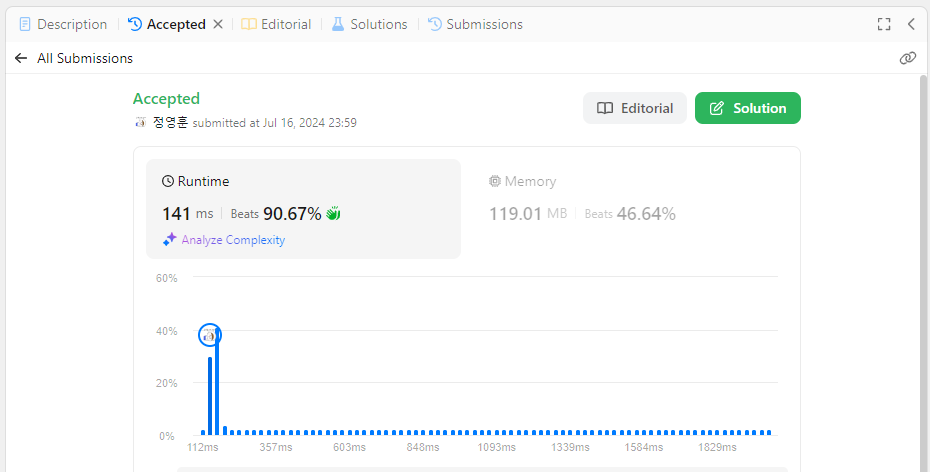 Description Accepted Editorial Solutions Submissions
All Submissions
Accepted
정영훈 submitted at Jul 16, 2024 23:59
Editorial Solution
Runtime Memory
141 ms Beats 90.67% 119.01 MB Beats 46.64%
Analyze Complexity
60%
40%
20%
0%
112ms 357ms 603ms 848ms 1093ms 1339ms 1584ms 1829ms